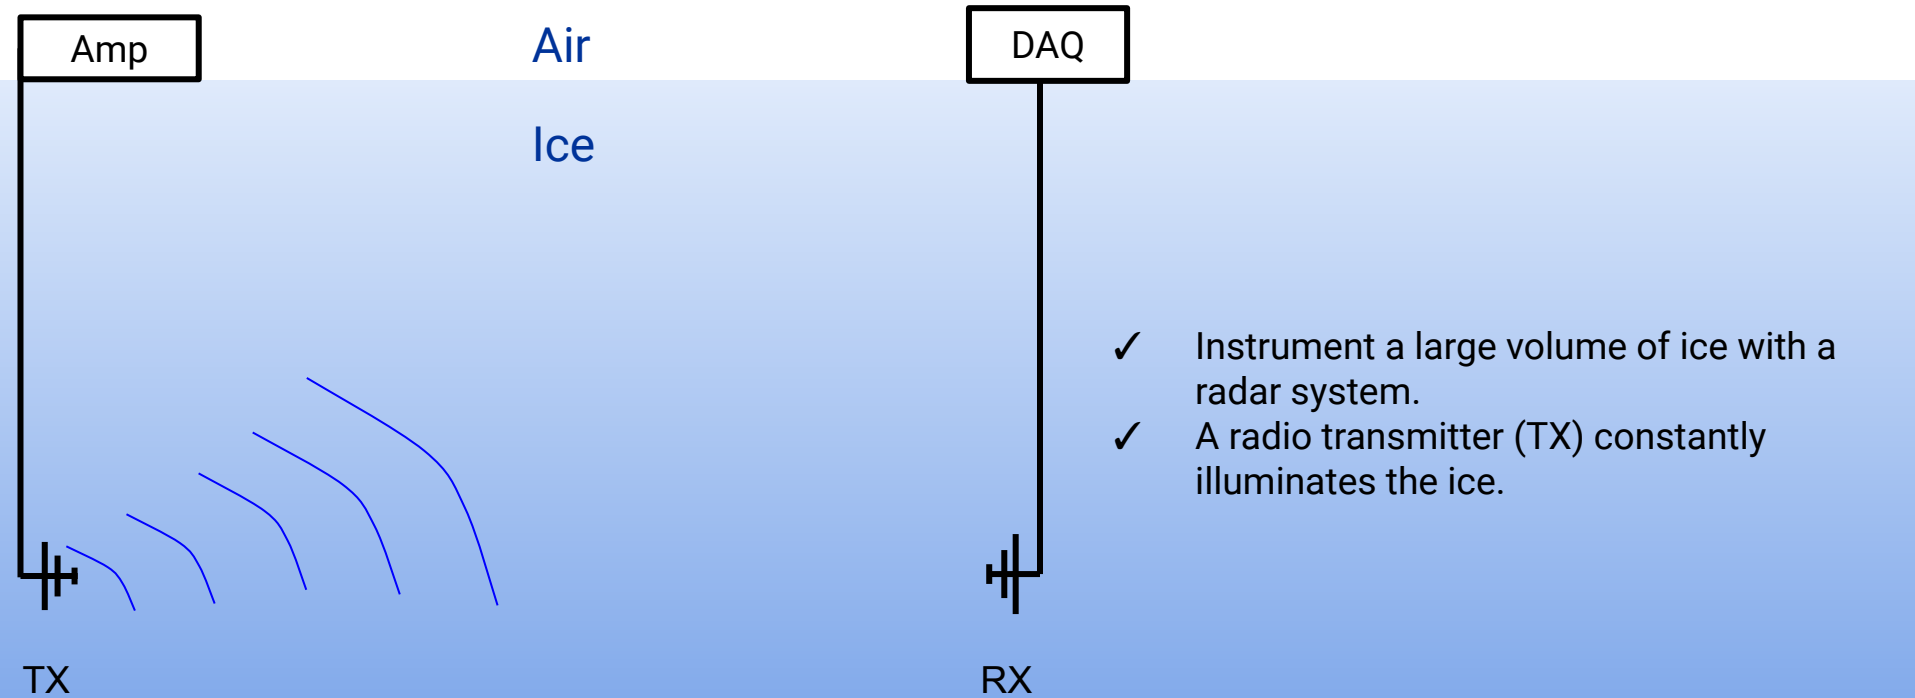 Amp
Air
DAQ
Ice
✓ Instrument a large volume of ice with a
radar system.
✓ A radio transmitter (TX) constantly
illuminates the ice.
TX
RX